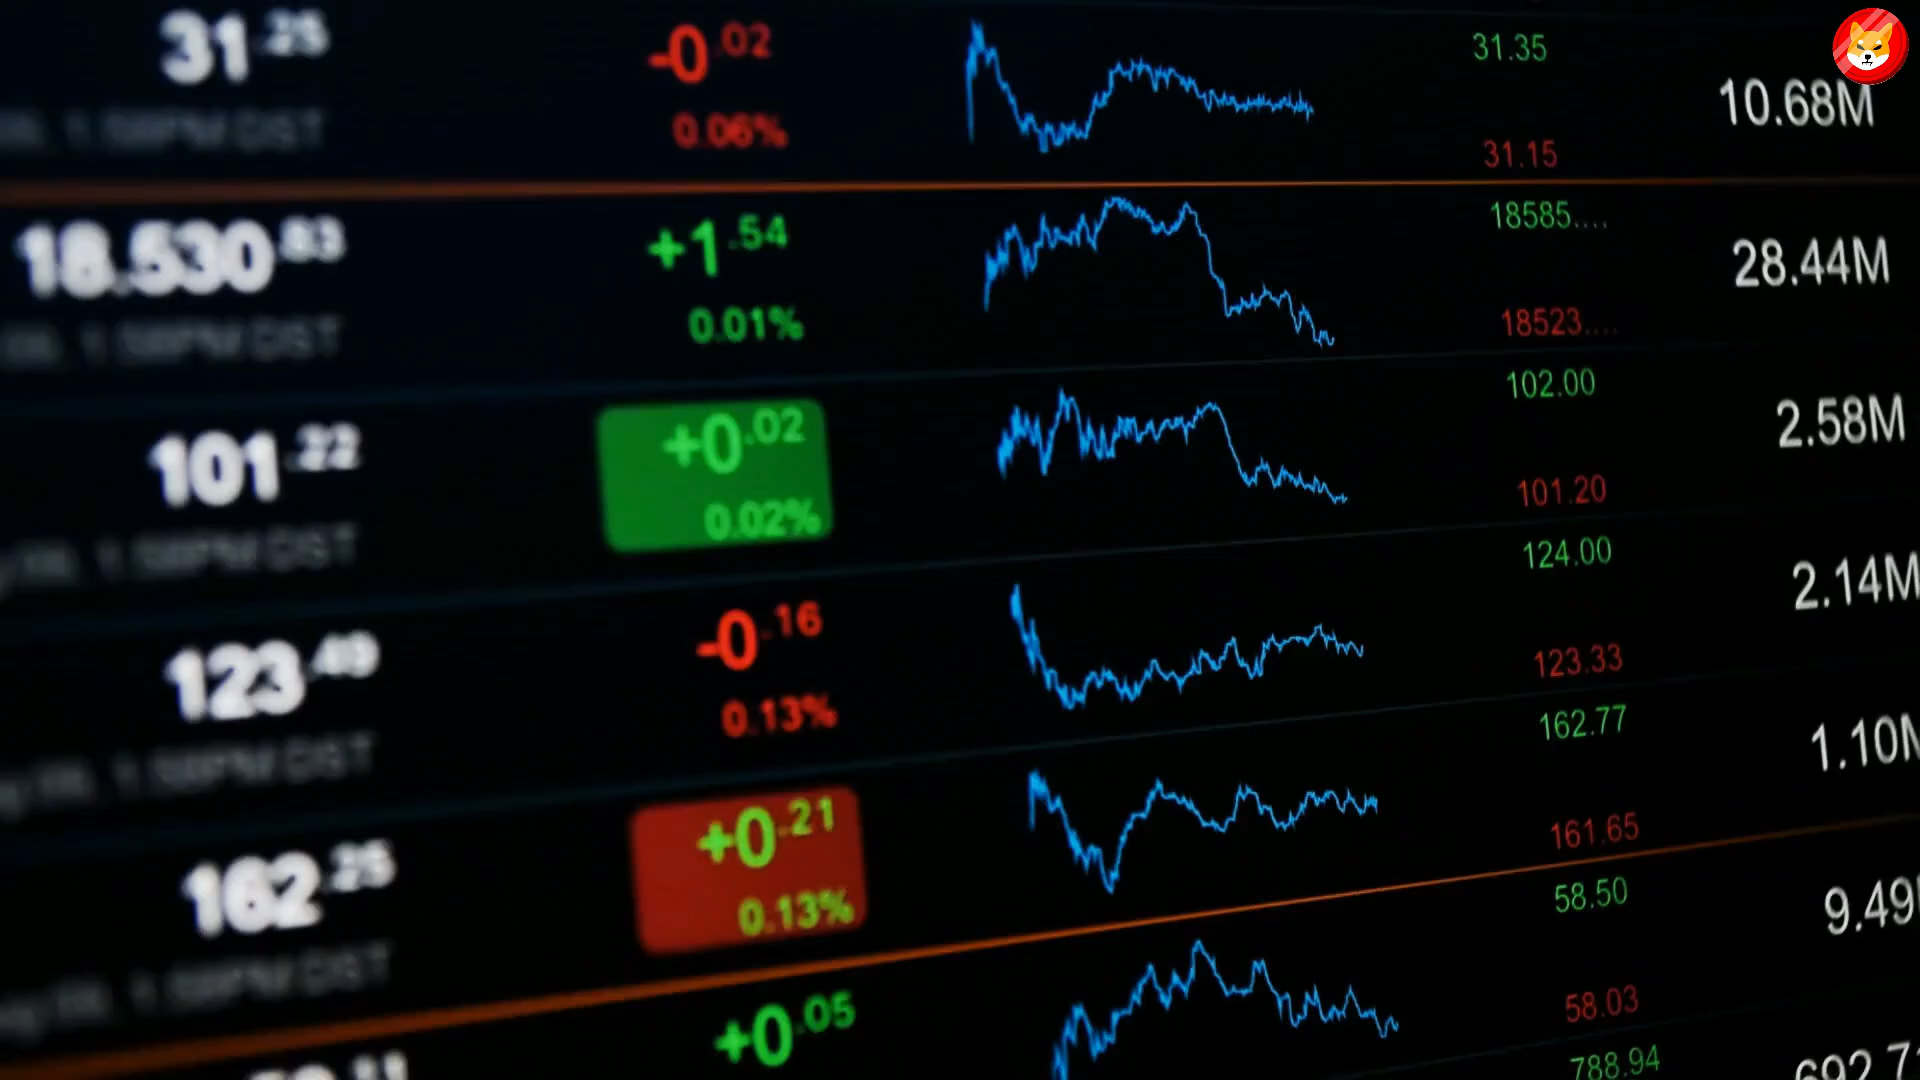 31.25 -0.02 31.35
0.06% 31.15 10.68M
18.530.83 +1.54 18585.... 28.44M
0.01% 18523....
101.22 +0.02 102.00 2.58M
0.02% 101.20
123.49 -0.16 124.00 2.14M
0.13% 123.33
162.25 +0.21 162.77 1.10M
0.13% 161.65
+0.05 58.50 9.49
58.03
788.94